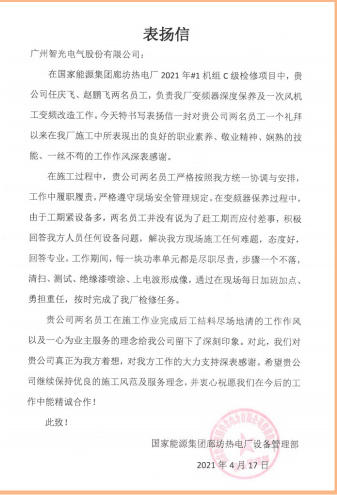 表扬信
广州智光电气股份有限公司：
在国家能源集团廊坊热电厂 2021 年#1 机组 C 级检修项目中，贵
公司任庆飞、赵鹏飞两名员工，负责我厂变频器深度保养及一次风机
工变频改造工作。今天特书写表扬信一封对贵公司两名员工一个礼拜
以来在我厂施工中所表现出的良好的职业素养、敬业精神、娴熟的技
能、一丝不苟的工作作风深表感谢。
在施工过程中，贵公司两名员工严格按照我方统一协调与安排，
工作中履职履责，严格遵守现场安全管理规定。在变频器保养过程中，
由于工期紧设备多，两名员工并没有说为了赶工期而应付差事，积极
回答我方人员任何设备问题，解决我方现场施工任何难题，态度好，
回答专业。工作期间，每一块功率单元都是尽职尽责，步骤一个不落，
清扫、测试、绝缘漆喷涂、上电波形成像，通过在现场每日加班加点、
勇担重任，按时完成了我厂检修任务。
贵公司两名员工在施工作业完成后工结料尽场地清的工作作风
以及一心为业主服务的理念给我公司留下了深刻印象。对此，我们对
贵公司真正为我方着想，对我方工作的大力支持深表感谢。希望贵公
司继续保持优良的施工风范及服务理念，并衷心祝愿我们在今后的工
作中能精诚合作！
此致！
国家能源集团廊坊热电厂设备管理部
2021 年 4 月 17 日